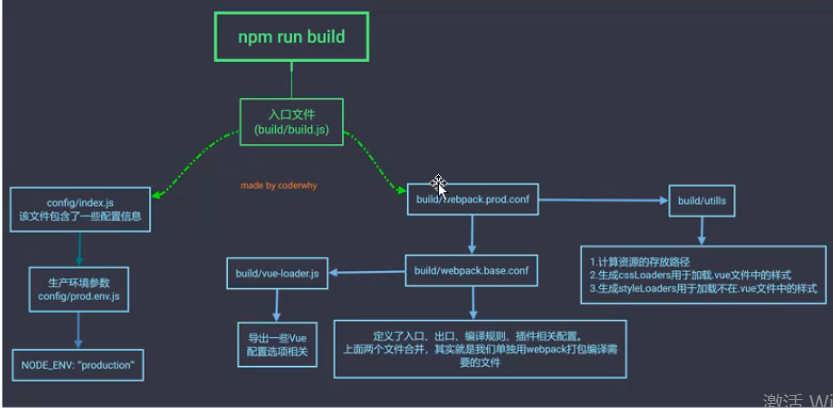 npm run build
入口文件
(build/build.js)
made by coderwhy
config/index.js
该文件包含了一些配置信息
build/webpack.prod.conf
build/utills
1.计算资源的存放路径
2.生成cssLoaders用于加载.vue文件中的样式
3.生成styleLoaders用于加载不在.vue文件中的样式
生产环境参数
config/prod.env.js
build/vue-loader.js
build/webpack.base.conf
NODE_ENV: "production"
导出一些Vue
配置选项相关
定义了入口、出口、编译规则、插件相关配置。
上面两个文件合并，其实就是我们单独用webpack打包编译需
要的文件
激活 Wi